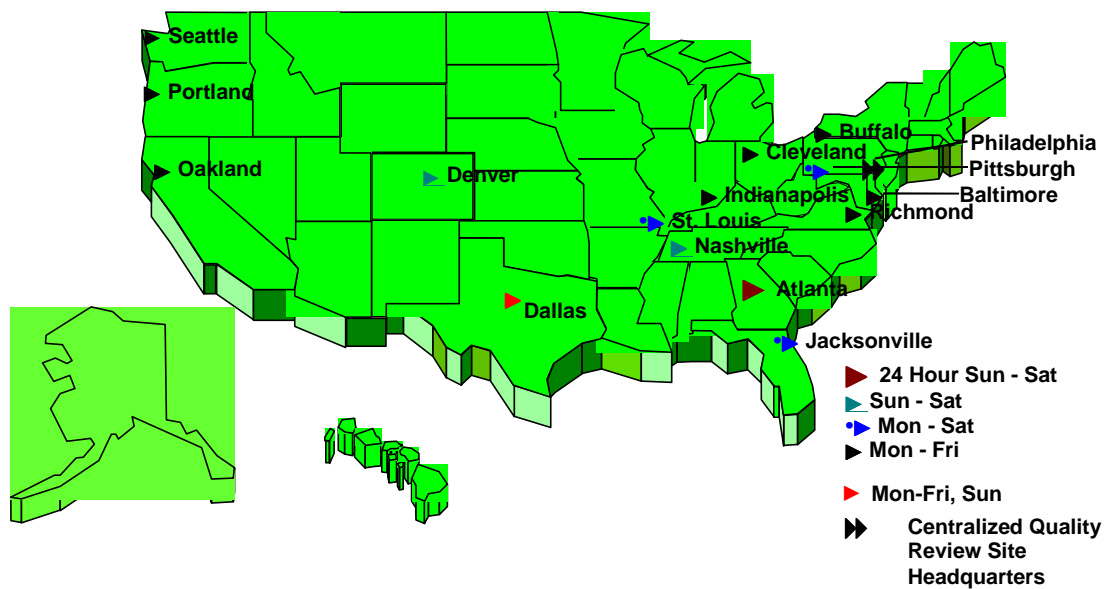 Seattle
Portland
Buffalo
Philadelphia
Cleveland
Pittsburgh
Oakland
Denver
Indianapolis
Baltimore
Richmond
St. Louis
Nashville
Atlanta
Dallas
Jacksonville
24 Hour Sun - Sat
Sun - Sat
Mon - Sat
Mon - Fri
Mon-Fri, Sun
Centralized Quality
Review Site
Headquarters